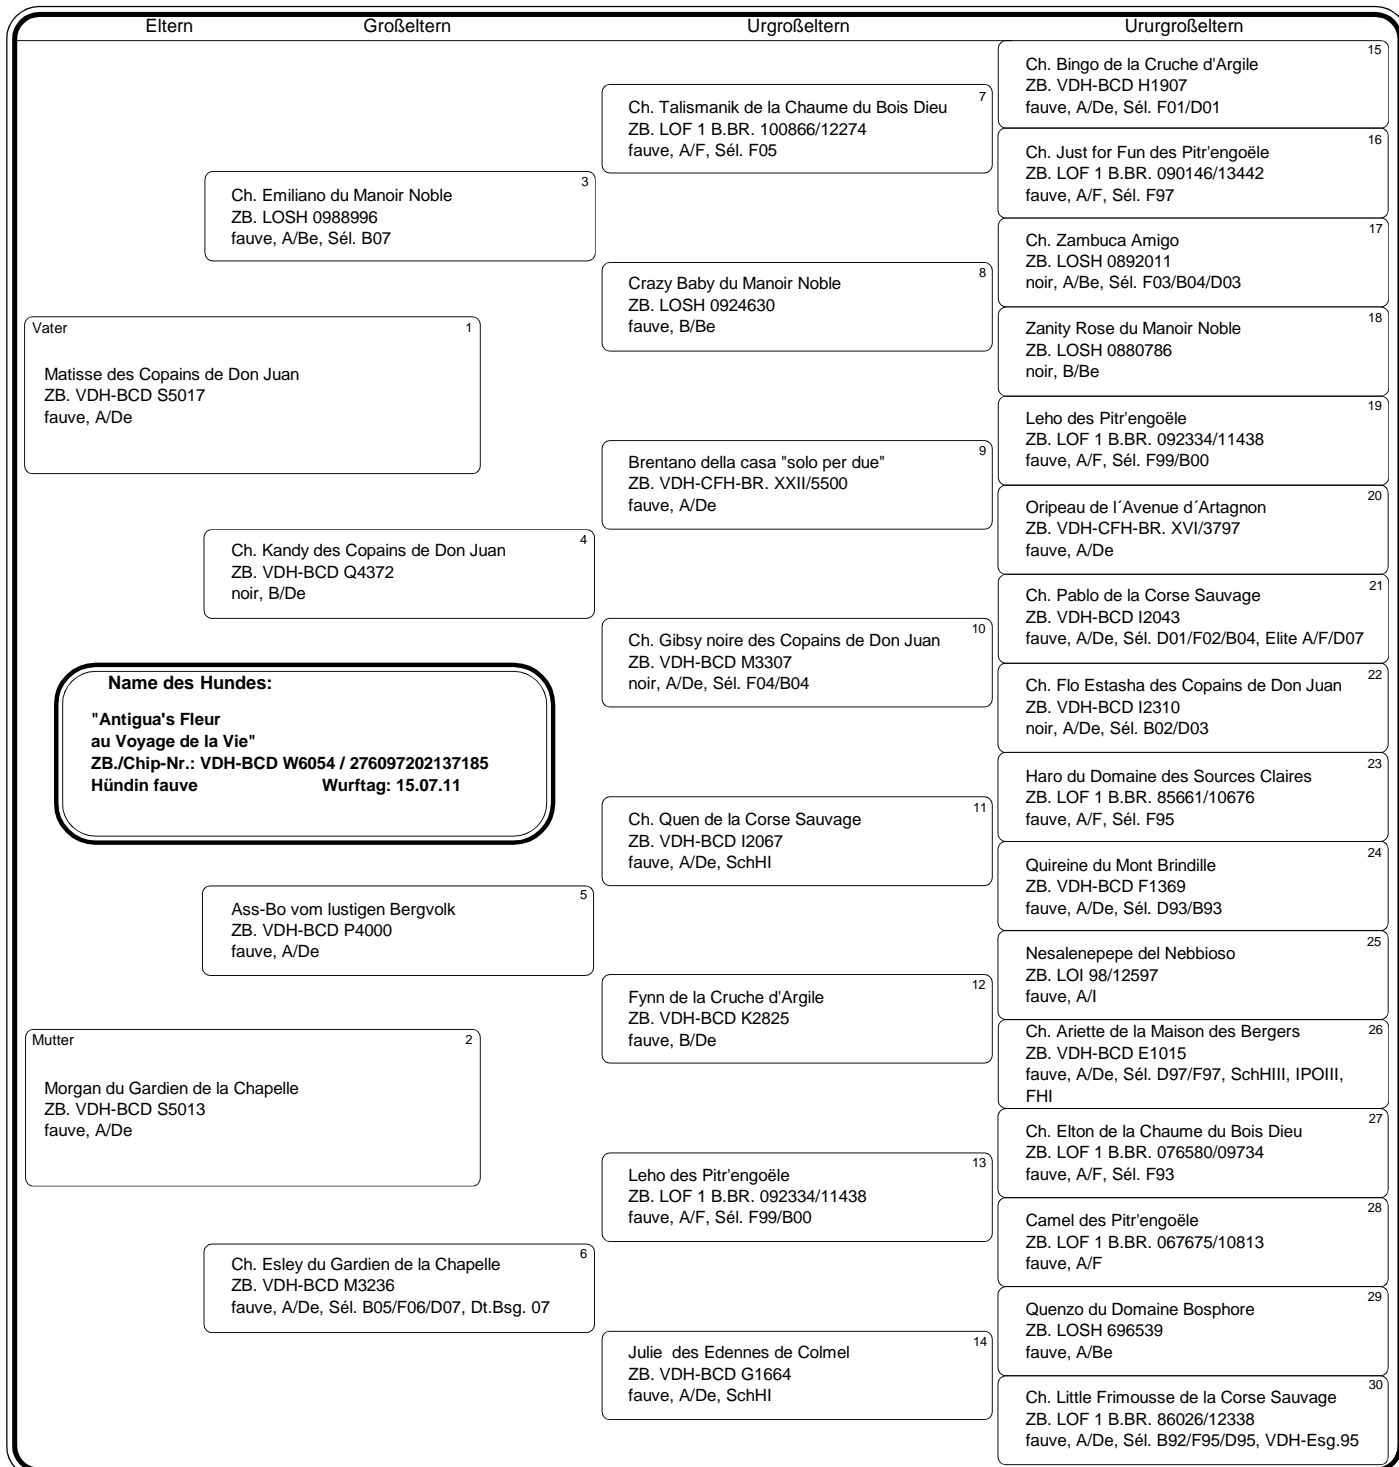 Eltern Großeltern Urgroßeltern Ururgroßeltern
Vater 1
Matisse des Copains de Don Juan
ZB. VDH-BCD S5017
fauve, A/De
Mutter 2
Morgan du Gardien de la Chapelle
ZB. VDH-BCD S5013
fauve, A/De
Name des Hundes:
"Antigua's Fleur
au Voyage de la Vie"
ZB./Chip-Nr.: VDH-BCD W6054 / 276097202137185
Hündin fauve Wurftag: 15.07.11
3
Ch. Emiliano du Manoir Noble
ZB. LOSH 0988996
fauve, A/Be, Sél. B07
4
Ch. Kandy des Copains de Don Juan
ZB. VDH-BCD Q4372
noir, B/De
5
Ass-Bo vom lustigen Bergvolk
ZB. VDH-BCD P4000
fauve, A/De
6
Ch. Esley du Gardien de la Chapelle
ZB. VDH-BCD M3236
fauve, A/De, Sél. B05/F06/D07, Dt.Bsg. 07
7
Ch. Talismanik de la Chaume du Bois Dieu
ZB. LOF 1 B.BR. 100866/12274
fauve, A/F, Sél. F05
8
Crazy Baby du Manoir Noble
ZB. LOSH 0924630
fauve, B/Be
9
Brentano della casa "solo per due"
ZB. VDH-CFH-BR. XXII/5500
fauve, A/De
10
Ch. Gibsy noire des Copains de Don Juan
ZB. VDH-BCD M3307
noir, A/De, Sél. F04/B04
11
Ch. Quen de la Corse Sauvage
ZB. VDH-BCD I2067
fauve, A/De, SchHI
12
Fynn de la Cruche d'Argile
ZB. VDH-BCD K2825
fauve, B/De
13
Leho des Pitr'engoële
ZB. LOF 1 B.BR. 092334/11438
fauve, A/F, Sél. F99/B00
14
Julie des Edennes de Colmel
ZB. VDH-BCD G1664
fauve, A/De, SchHI
15
Ch. Bingo de la Cruche d'Argile
ZB. VDH-BCD H1907
fauve, A/De, Sél. F01/D01
16
Ch. Just for Fun des Pitr'engoële
ZB. LOF 1 B.BR. 090146/13442
fauve, A/F, Sél. F97
17
Ch. Zambuca Amigo
ZB. LOSH 0892011
noir, A/Be, Sél. F03/B04/D03
18
Zanity Rose du Manoir Noble
ZB. LOSH 0880786
noir, B/Be
19
Leho des Pitr'engoële
ZB. LOF 1 B.BR. 092334/11438
fauve, A/F, Sél. F99/B00
20
Oripeau de l´Avenue d´Artagnon
ZB. VDH-CFH-BR. XVI/3797
fauve, A/De
21
Ch. Pablo de la Corse Sauvage
ZB. VDH-BCD I2043
fauve, A/De, Sél. D01/F02/B04, Elite A/F/D07
22
Ch. Flo Estasha des Copains de Don Juan
ZB. VDH-BCD I2310
noir, A/De, Sél. B02/D03
23
Haro du Domaine des Sources Claires
ZB. LOF 1 B.BR. 85661/10676
fauve, A/F, Sél. F95
24
Quireine du Mont Brindille
ZB. VDH-BCD F1369
fauve, A/De, Sél. D93/B93
25
Nesalenepepe del Nebbioso
ZB. LOI 98/12597
fauve, A/I
26
Ch. Ariette de la Maison des Bergers
ZB. VDH-BCD E1015
fauve, A/De, Sél. D97/F97, SchHIII, IPOIII,
FHI
27
Ch. Elton de la Chaume du Bois Dieu
ZB. LOF 1 B.BR. 076580/09734
fauve, A/F, Sél. F93
28
Camel des Pitr'engoële
ZB. LOF 1 B.BR. 067675/10813
fauve, A/F
29
Quenzo du Domaine Bosphore
ZB. LOSH 696539
fauve, A/Be
30
Ch. Little Frimousse de la Corse Sauvage
ZB. LOF 1 B.BR. 86026/12338
fauve, A/De, Sél. B92/F95/D95, VDH-Esg.95